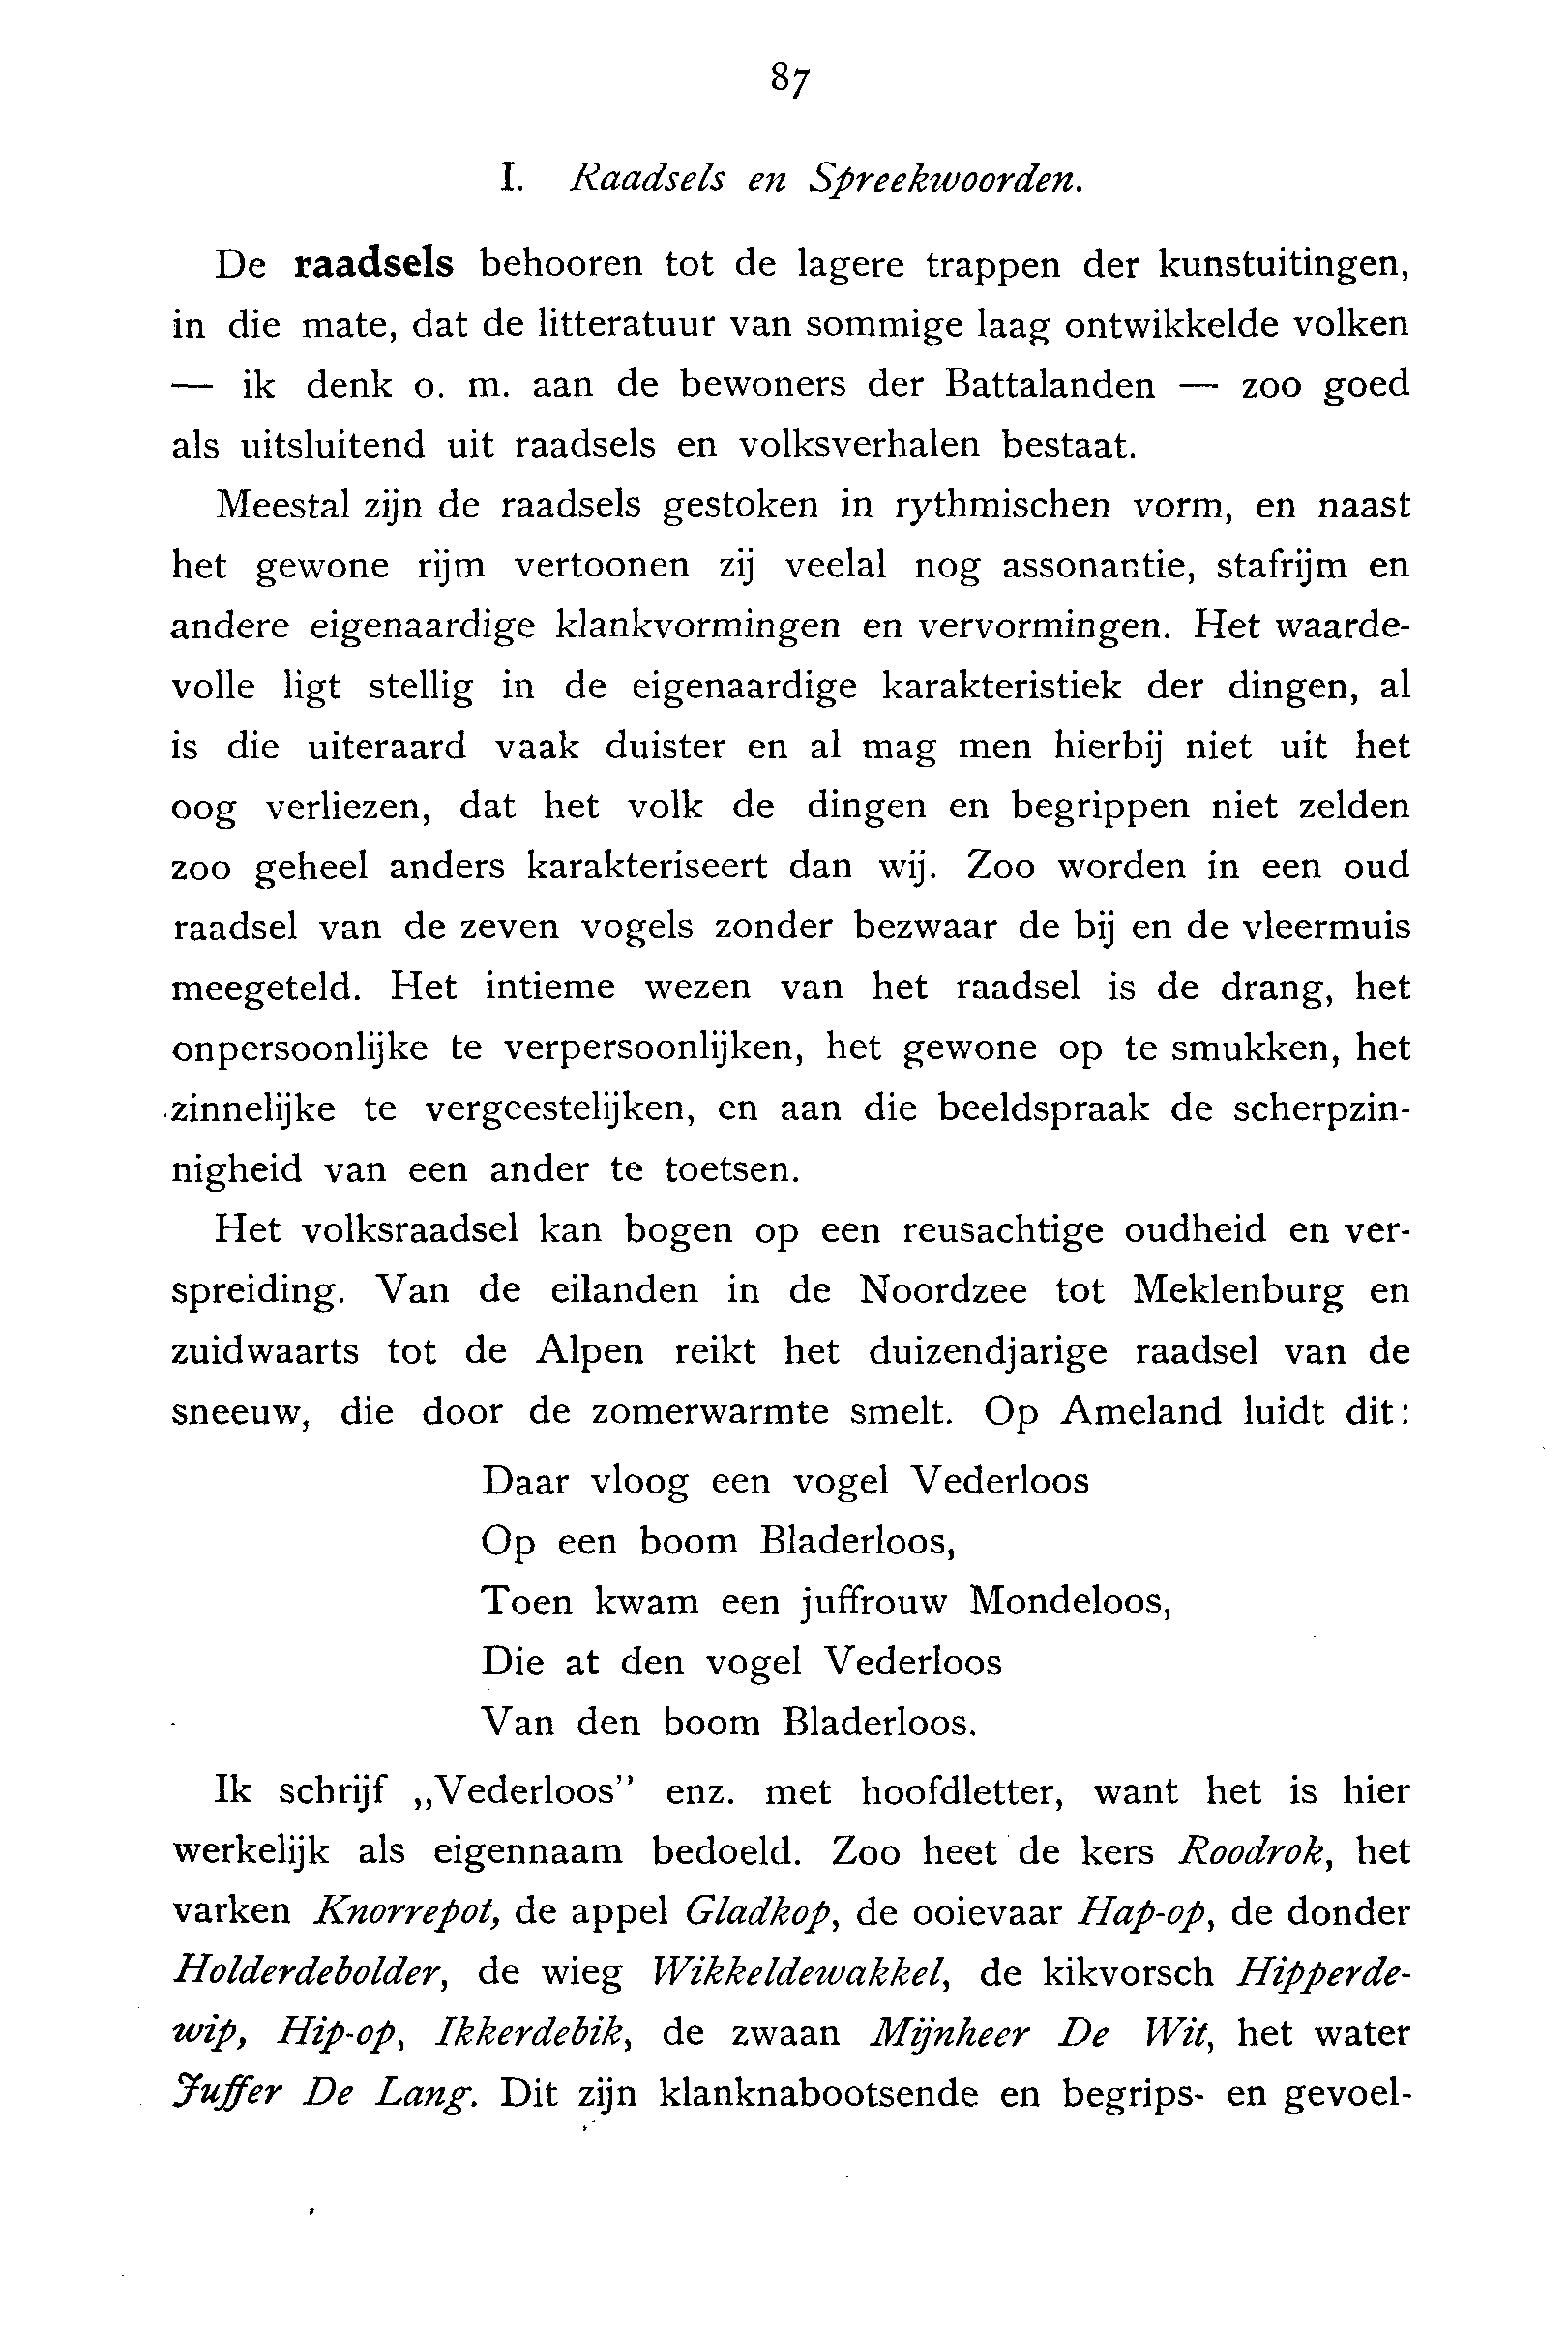 87
I. Raadsels en Spreekwoorden.
De raadsels behooren tot de lagere trappen der kunstuitingen,
in die mate, dat de litteratuur van sommige laag ontwikkelde volken
— ik denk o. m. aan de bewoners der Battalanden — zoo goed
als uitsluitend uit raadsels en volksverhalen bestaat.
Meestal zijn de raadsels gestoken in rythmischen vorm, en naast
het gewone rijm vertoonen zij veelal nog assonantie, stafrijm en
andere eigenaardige klankvormingen en vervormingen. Het waarde-
volle ligt stellig in de eigenaardige karakteristiek der dingen, al
is die uiteraard vaak duister en al mag men hierbij niet uit het
oog verliezen, dat het volk de dingen en begrippen niet zelden
zoo geheel anders karakteriseert dan wij. Zoo worden in een oud
raadsel van de zeven vogels zonder bezwaar de bij en de vleermuis
meegeteld. Het intieme wezen van het raadsel is de drang, het
onpersoonlijke te verpersoonlijken, het gewone op te smukken, het
zinnelijke te vergeestelijken, en aan die beeldspraak de scherpzin-
nigheid van een ander te toetsen.
Het volksraadsel kan bogen op een reusachtige oudheid en ver-
spreiding. Van de eilanden in de Noordzee tot Meklenburg en
zuidwaarts tot de Alpen reikt het duizendjarige raadsel van de
sneeuw, die door de zomerwarmte smelt. Op Ameland luidt dit:
Daar vloog een vogel Vederloos
Op een boom Bladerloos,
Toen kwam een juffrouw Mondeloos,
Die at den vogel Vederloos
Van den boom Bladerloos.
Ik schrijf „Vederloos” enz. met hoofdletter, want het is hier
werkelijk als eigennaam bedoeld. Zoo heet de kers Roodrok, het
varken Knorrepot, de appel Gladkop, de ooievaar Hap-op, de donder
Holderdebolder, de wieg Wikkeldewakkel, de kikvorsch Hipperde-
wip, Hip-op, Ikkerdebik, de zwaan Mijnheer De Wit, het water
Juffer De Lang. Dit zijn klanknabootsende en begrips- en gevoel-